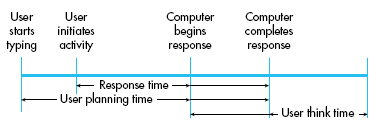 User starts typing
User initiates activity
Computer begins response
Computer completes response
Response time
User planning time
User think time